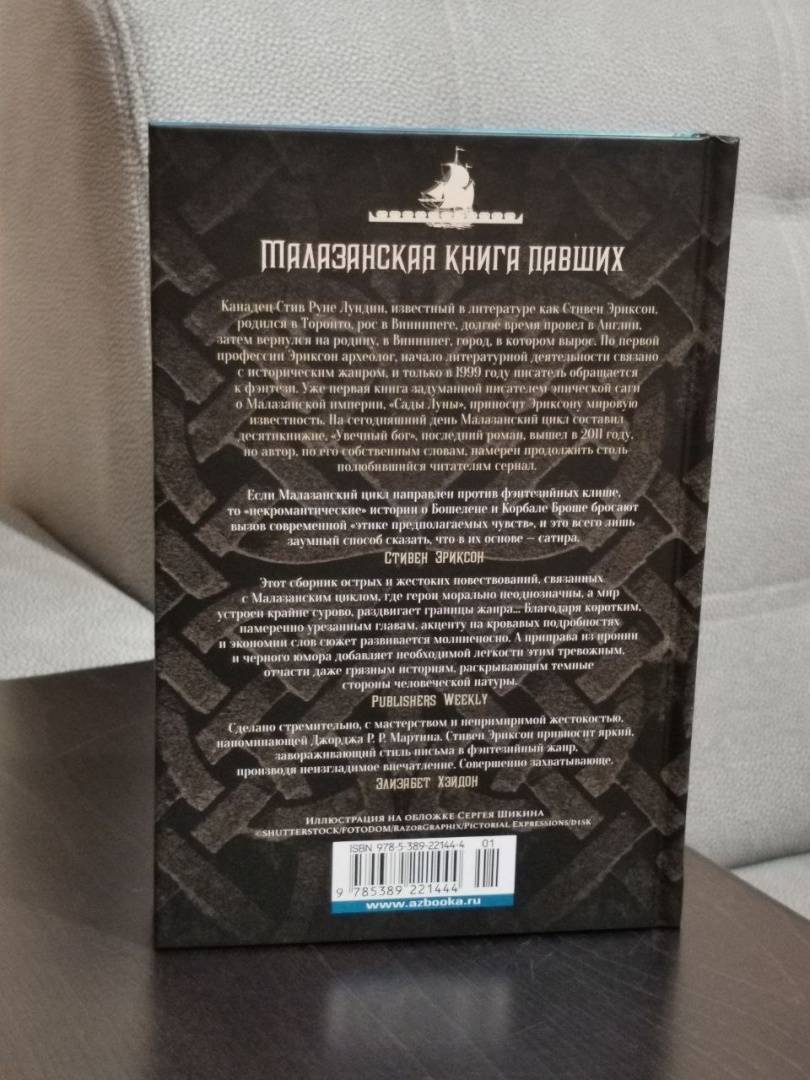 Малазанская книга павших
Канадец Стив Руне Лундин, известный в литературе как Стивен Эриксон,
родился в Торонто, рос в Виннипеге, долгое время провел в Англии,
затем вернулся на родину, в Виннипег, город, в котором вырос. По первой
профессии Эриксон археолог, начало литературной деятельности связано
с историческим жанром, и только в 1999 году писатель обращается
к фэнтези. Уже первая книга задуманной писателем эпической саги
о Малазанской империи, «Сады Луны», приносит Эриксону мировую
известность. На сегодняшний день Малазанский цикл составил
десятикнижие. «Увечный бог», последний роман, вышел в 2011 году,
но автор, по его собственным словам, намерен продолжить столь
полюбившийся читателям сериал.
Если Малазанский цикл направлен против фэнтезийных клише,
то «некромантические» истории о Бошелене и Корбале Броше бросают
вызов современной «этике предполагаемых чувств», и это всего лишь
заумный способ сказать, что в их основе — сатира.
Стивен Эриксон
Этот сборник острых и жестоких повествований, связанных
с Малазанским циклом, где герои морально неоднозначны, а мир
устроен крайне сурово, раздвигает границы жанра... Благодаря коротким,
намеренно урезанным главам, акценту на кровавых подробностях
и экономии слов сюжет развивается молниеносно. А приправа из иронии
и черного юмора добавляет необходимой легкости этим тревожным,
отчасти даже грязным историям, раскрывающим темные
стороны человеческой натуры.
Publishers Weekly
Сделано стремительно, с мастерством и непримиримой жестокостью,
напоминающей Джорджа Р. Р. Мартина. Стивен Эриксон привносит яркий,
завораживающий стиль письма в фэнтезийный жанр,
производя неизгладимое впечатление. Совершенно захватывающе.
Элизабет Хэйдон
Иллюстрация на обложке Сергея Шикина
©Shutterstock/Fotodom/RazorGraphix/Pictorial Expressions/d1sk
ISBN 978-5-389-22144-4
01
9 785389 221444
www.azbooka.ru